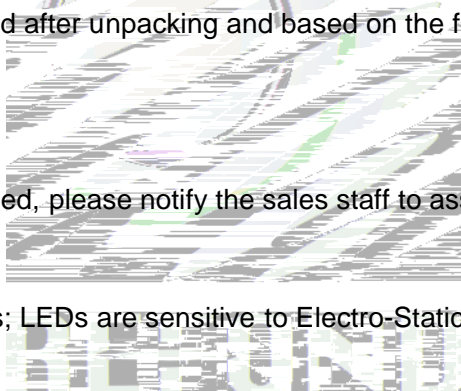 d after unpacking and based on the f
ed, please notify the sales staff to as
s; LEDs are sensitive to Electro-Static